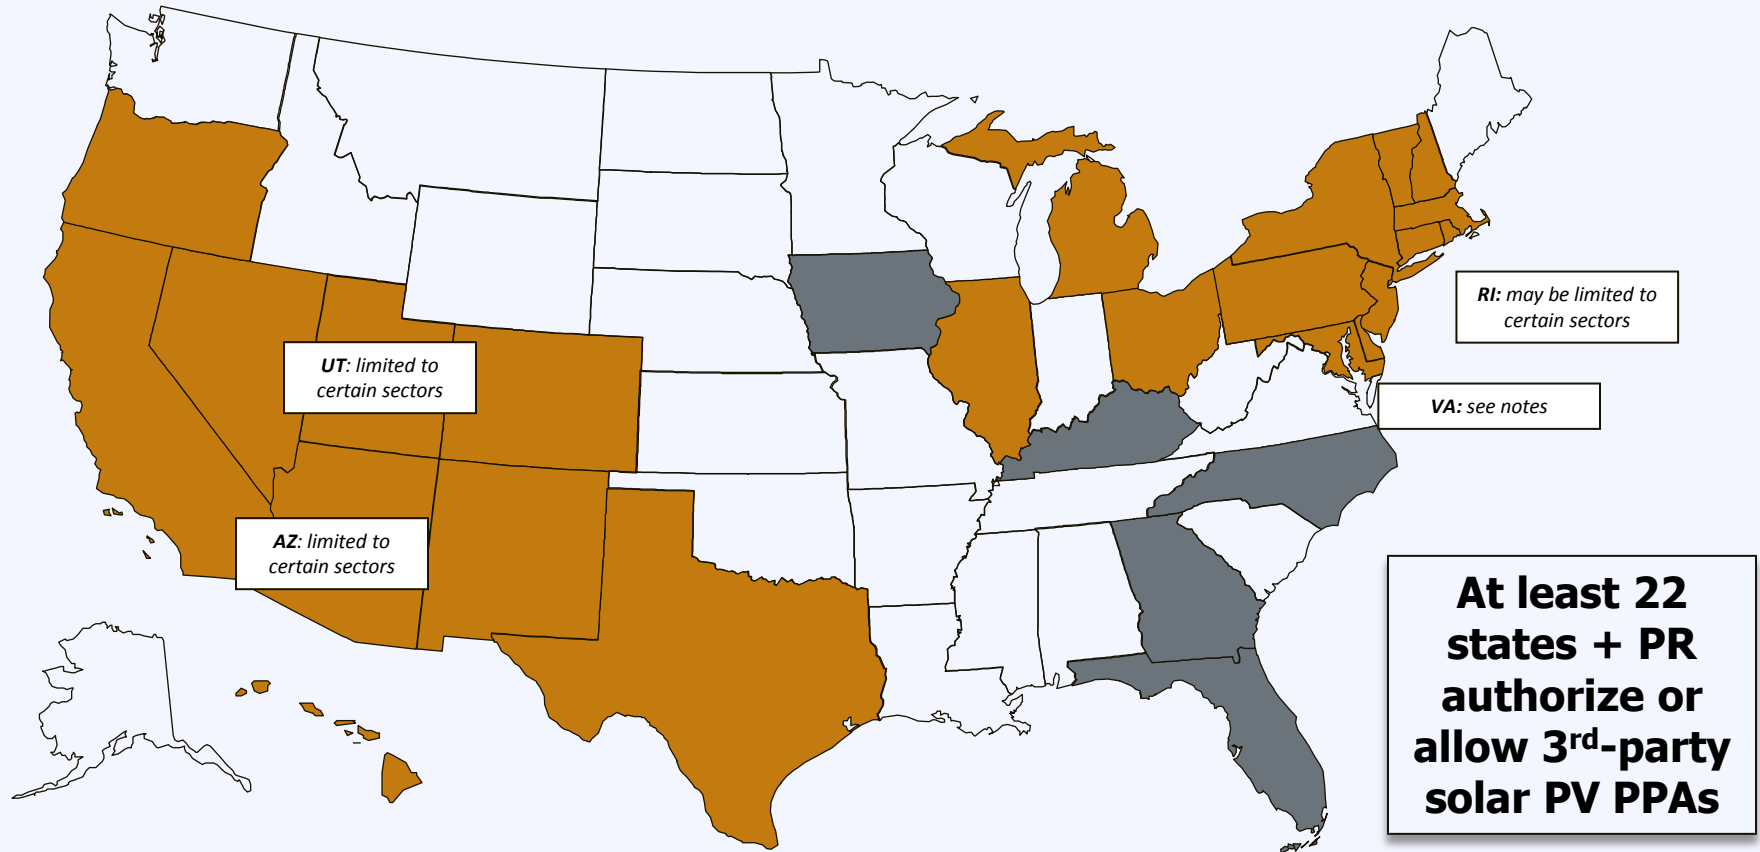 RI: may be limited to
certain sectors
UT: limited to
certain sectors
VA: see notes
AZ: limited to
certain sectors
At least 22
states + PR
authorize or
allow 3rd-party
solar PV PPAs